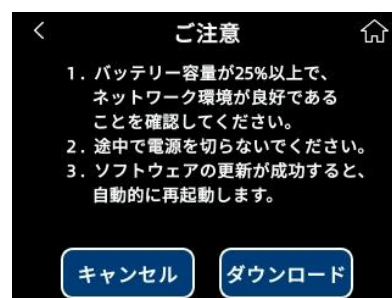 ご注意
1. バッテリー容量が25%以上で、
ネットワーク環境が良好である
ことを確認してください。
2. 途中で電源を切らないでください。
3. ソフトウェアの更新が成功すると、
自動的に再起動します。
キャンセル
ダウンロード